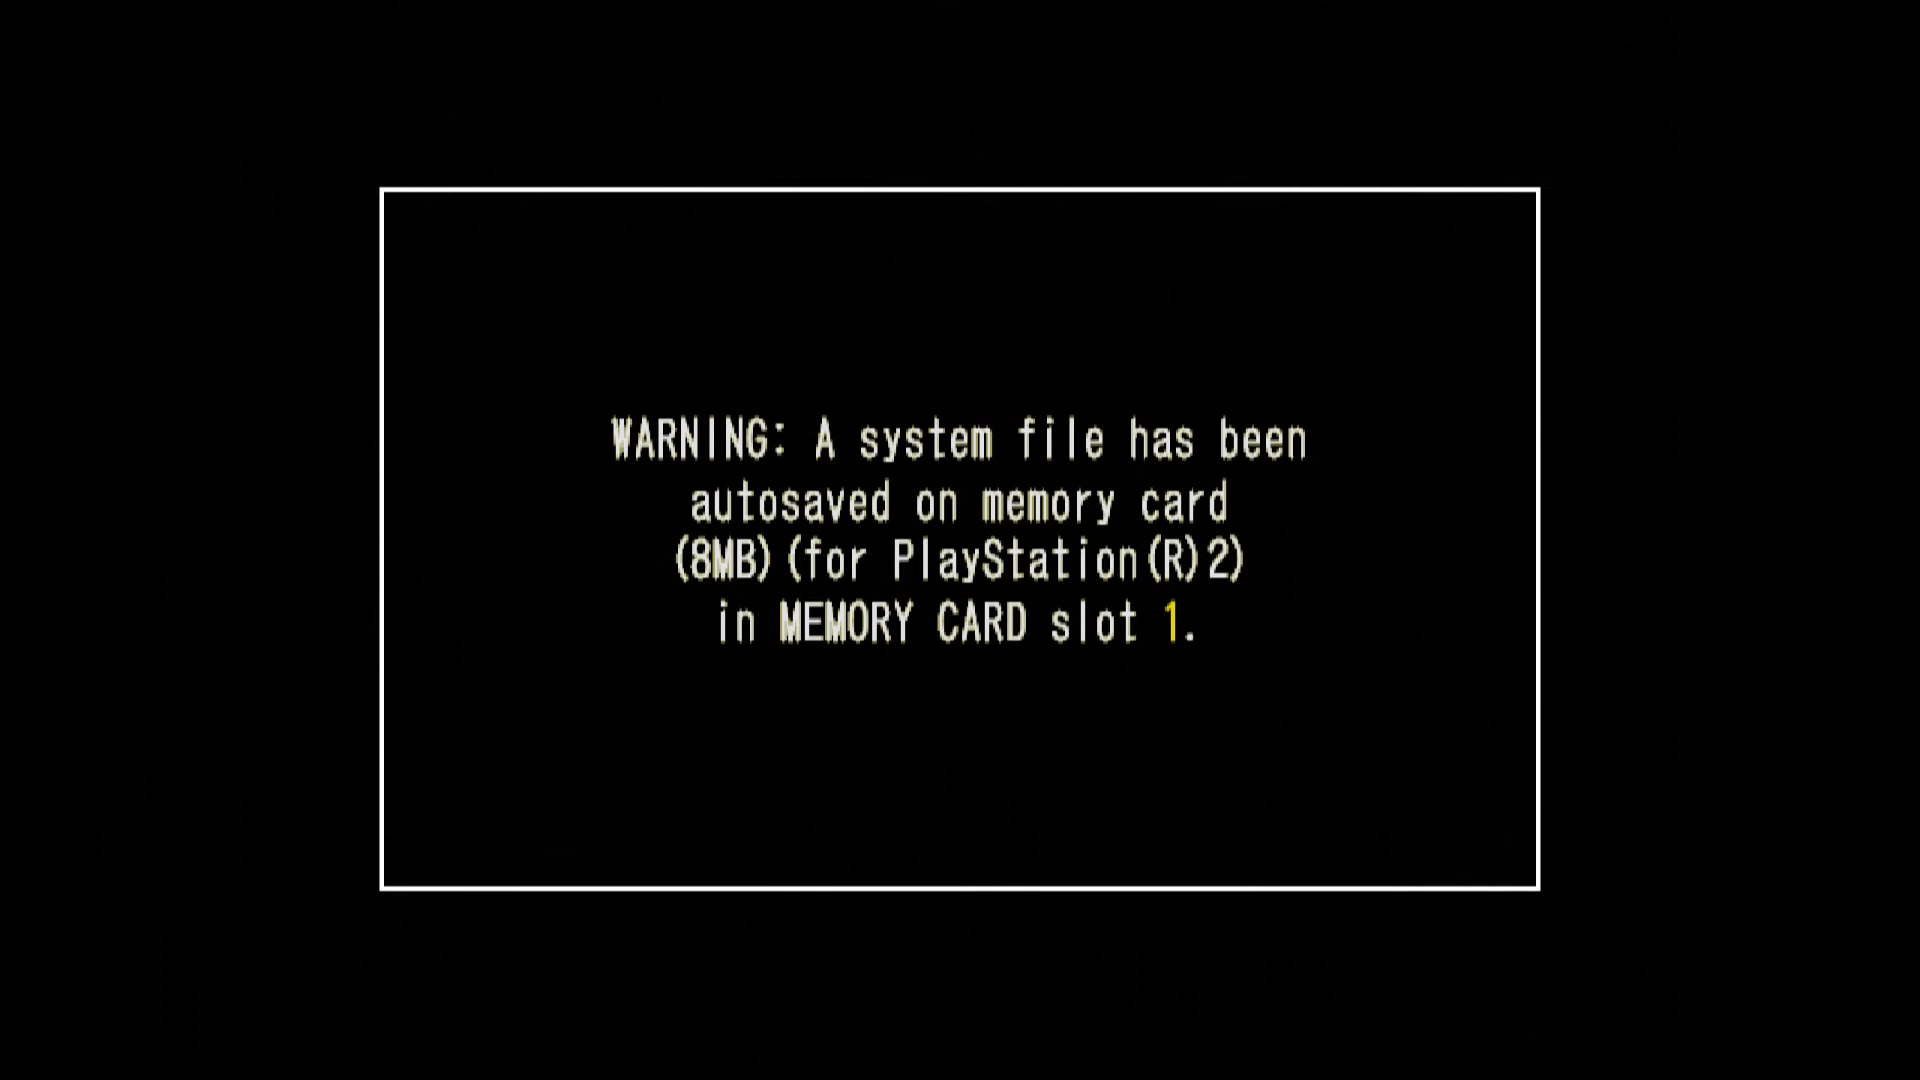 WARNING: A system file has been
autosaved on memory card
(8MB)(for PlayStation(R)2)
in MEMORY CARD slot 1.